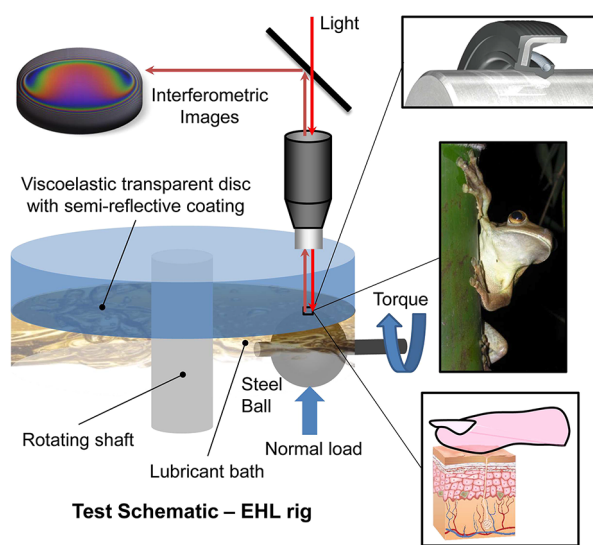 Light
Interferometric
Images
Viscoelastic transparent disc
with semi-reflective coating
Torque
Steel
Ball
Rotating shaft
Normal load
Lubricant bath
Test Schematic – EHL rig